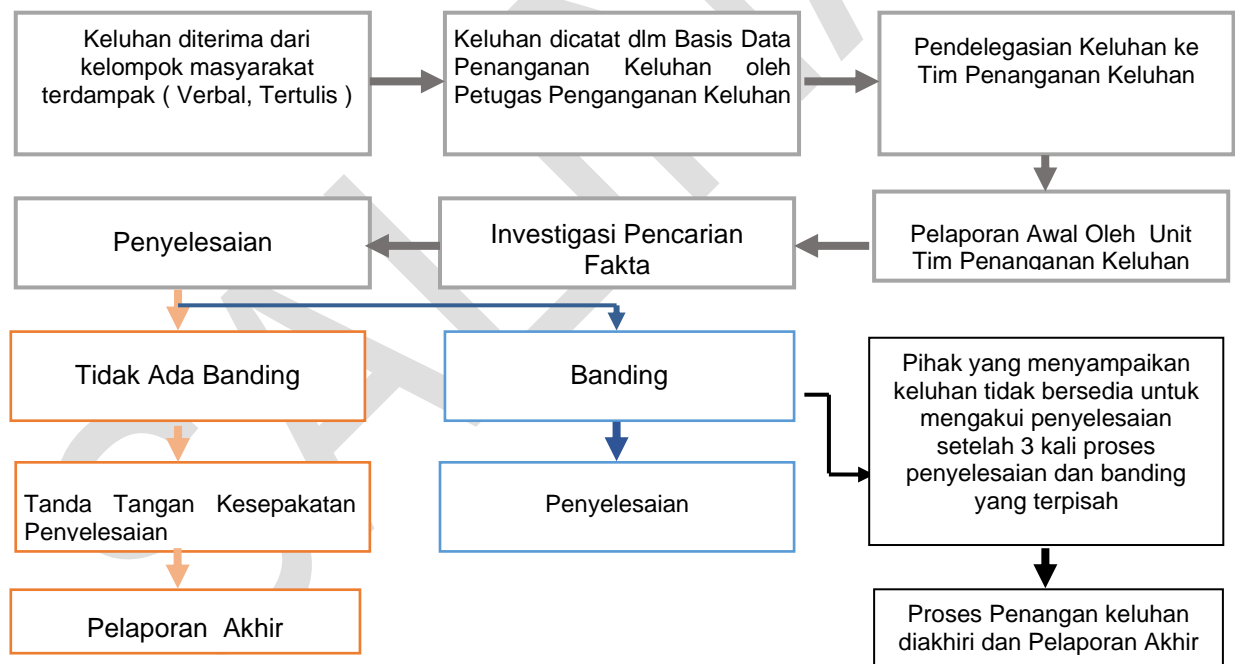 Keluhan diterima dari
kelompok masyarakat
terdampak ( Verbal, Tertulis )
Keluhan dicatat dlm Basis Data
Penanganan Keluhan oleh
Petugas Penganganan Keluhan
Pendelegasian Keluhan ke
Tim Penanganan Keluhan
Pelaporan Awal Oleh Unit
Tim Penanganan Keluhan
Investigasi Pencarian
Fakta
Penyelesaian
Tidak Ada Banding
Banding
Pihak yang menyampaikan
keluhan tidak bersedia untuk
mengakui penyelesaian
setelah 3 kali proses
penyelesaian dan banding
yang terpisah
Tanda Tangan Kesepakatan
Penyelesaian
Penyelesaian
Pelaporan Akhir
Proses Penangan keluhan
diakhiri dan Pelaporan Akhir